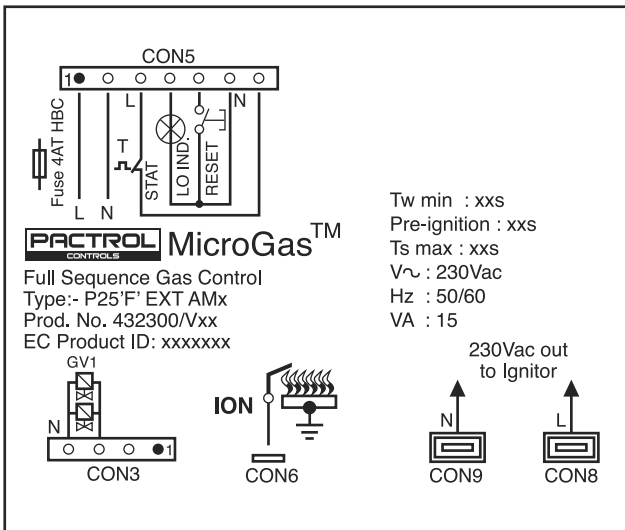 CON5
1
L
N
Fuse 4AT HBC
T
STAT
LO IND.
RESET
L N
PACTROL
CONTROLS
MicroGas™
Full Sequence Gas Control
Type:- P25'F' EXT AMx
Prod. No. 432300/Vxx
EC Product ID: xxxxxxx
Tw min : xxs
Pre-ignition : xxs
Ts max : xxs
V∿ : 230Vac
Hz : 50/60
VA : 15
GV1
N
1
CON3
ION
CON6
230Vac out
to Ignitor
N
L
CON9
CON8